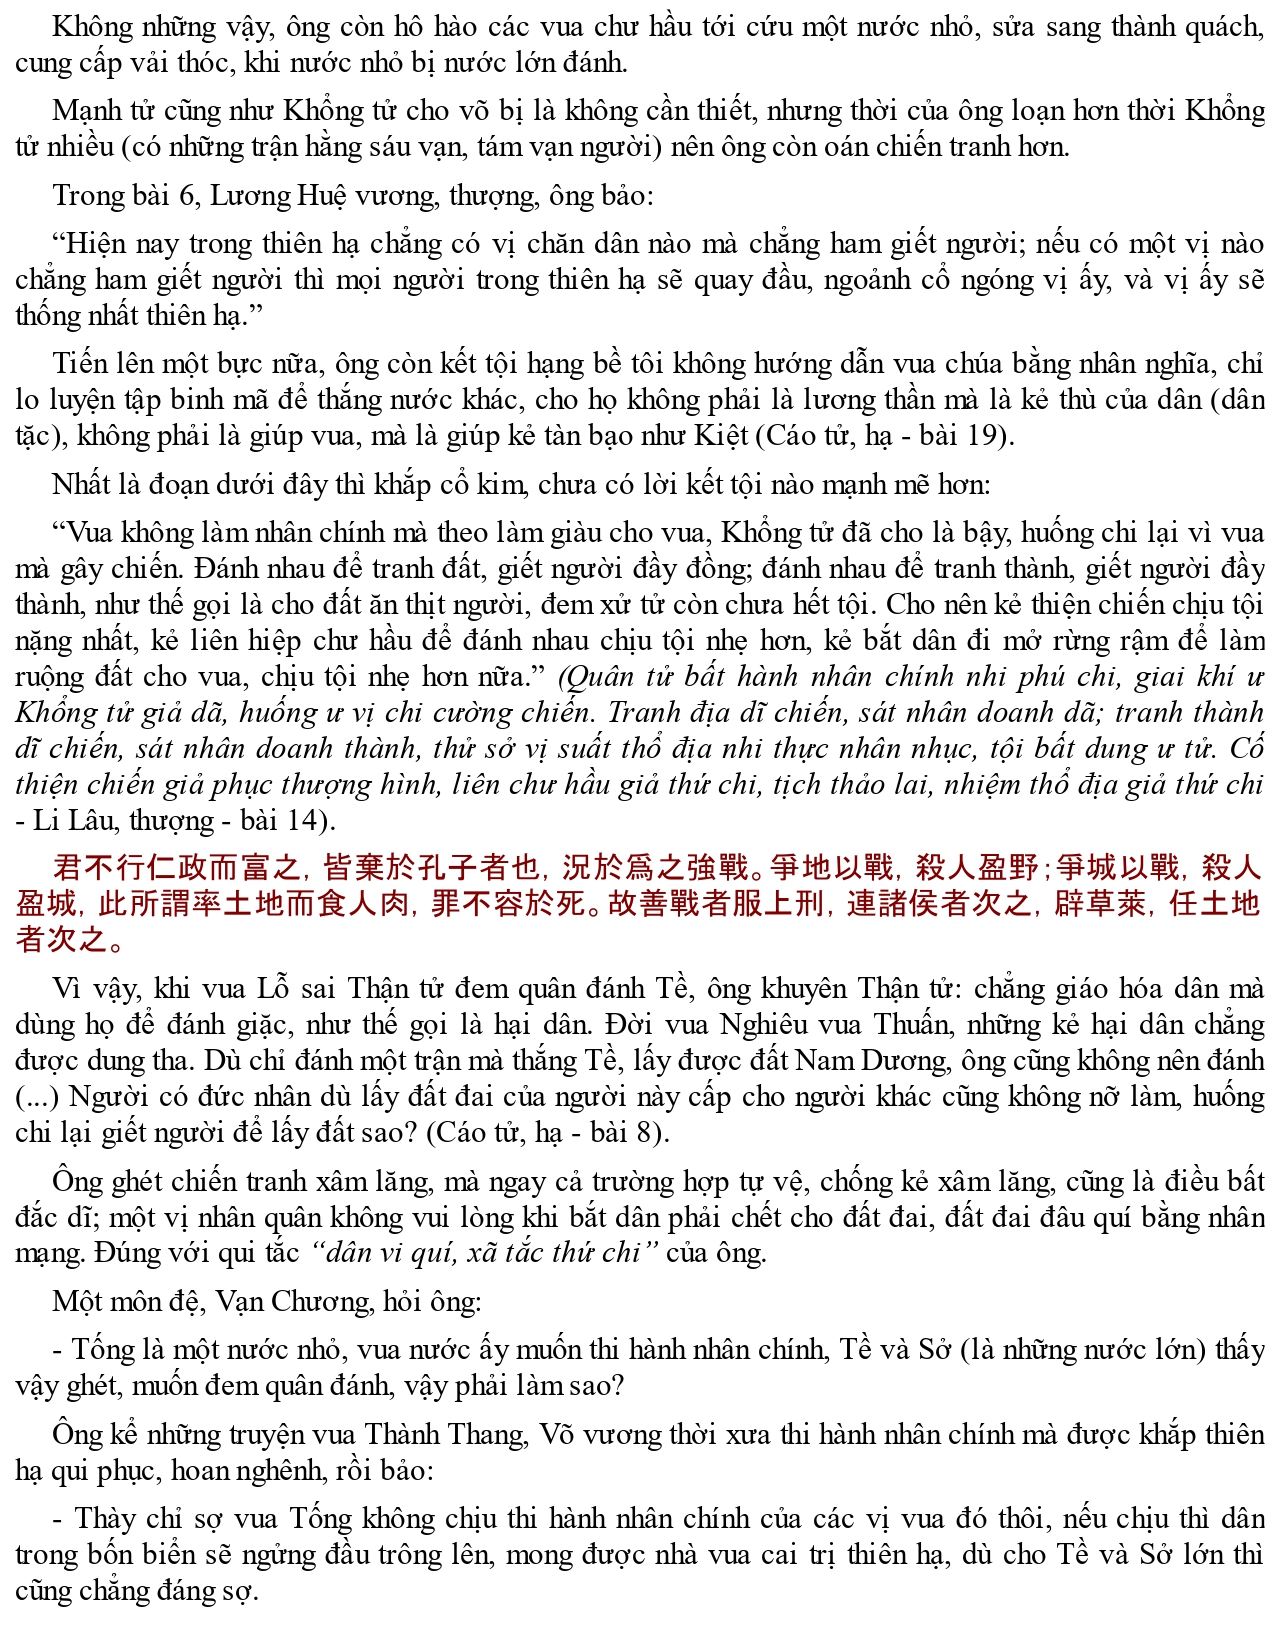 Không những vậy, ông còn hô hào các vua chư hầu tới cứu một nước nhỏ, sửa sang thành quách,
cung cấp vải thóc, khi nước nhỏ bị nước lớn đánh.
Mạnh tử cũng như Khổng tử cho võ bị là không cần thiết, nhưng thời của ông loạn hơn thời Khổng
tử nhiều (có những trận hằng sáu vạn, tám vạn người) nên ông còn oán chiến tranh hơn.
Trong bài 6, Lương Huệ vương, thượng, ông bảo:
“Hiện nay trong thiên hạ chẳng có vị chăn dân nào mà chẳng ham giết người; nếu có một vị nào
chẳng ham giết người thì mọi người trong thiên hạ sẽ quay đầu, ngoảnh cổ ngóng vị ấy, và vị ấy sẽ
thống nhất thiên hạ.”
Tiến lên một bực nữa, ông còn kết tội hạng bề tôi không hướng dẫn vua chúa bằng nhân nghĩa, chỉ
lo luyện tập binh mã để thắng nước khác, cho họ không phải là lương thần mà là kẻ thù của dân (dân
tặc), không phải là giúp vua, mà là giúp kẻ tàn bạo như Kiệt (Cáo tử, hạ - bài 19).
Nhất là đoạn dưới đây thì khắp cổ kim, chưa có lời kết tội nào mạnh mẽ hơn:
“Vua không làm nhân chính mà theo làm giàu cho vua, Khổng tử đã cho là bậy, huống chi lại vì vua
mà gây chiến. Đánh nhau để tranh đất, giết người đầy đồng; đánh nhau để tranh thành, giết người đầy
thành, như thế gọi là cho đất ăn thịt người, đem xử tử còn chưa hết tội. Cho nên kẻ thiện chiến chịu tội
nặng nhất, kẻ liên hiệp chư hầu để đánh nhau chịu tội nhẹ hơn, kẻ bắt dân đi mở rừng rậm để làm
ruộng đất cho vua, chịu tội nhẹ hơn nữa.” (Quân tử bất hành nhân chính nhi phú chi, giai khí ư
Khổng tử giả dã, huống ư vị chi cường chiến. Tranh địa dĩ chiến, sát nhân doanh dã; tranh thành
dĩ chiến, sát nhân doanh thành, thử sở vị suất thổ địa nhi thực nhân nhục, tội bất dung ư tử. Cố
thiện chiến giả phục thượng hình, liên chư hầu giả thứ chi, tịch thảo lai, nhiệm thổ địa giả thứ chi
- Li Lâu, thượng - bài 14).
君不行仁政而富之, 皆棄於孔子者也, 況於爲之強戰。爭地以戰, 殺人盈野;爭城以戰, 殺人
盈城, 此所謂率土地而食人肉, 罪不容於死。故善戰者服上刑, 連諸侯者次之, 辟草萊, 任土地
者次之。
Vì vậy, khi vua Lỗ sai Thận tử đem quân đánh Tề, ông khuyên Thận tử: chẳng giáo hóa dân mà
dùng họ để đánh giặc, như thế gọi là hại dân. Đời vua Nghiêu vua Thuấn, những kẻ hại dân chẳng
được dung tha. Dù chỉ đánh một trận mà thắng Tề, lấy được đất Nam Dương, ông cũng không nên đánh
(...) Người có đức nhân dù lấy đất đai của người này cấp cho người khác cũng không nỡ làm, huống
chi lại giết người để lấy đất sao? (Cáo tử, hạ - bài 8).
Ông ghét chiến tranh xâm lăng, mà ngay cả trường hợp tự vệ, chống kẻ xâm lăng, cũng là điều bất
đắc dĩ; một vị nhân quân không vui lòng khi bắt dân phải chết cho đất đai, đất đai đâu quí bằng nhân
mạng. Đúng với qui tắc “dân vi quí, xã tắc thứ chi” của ông.
Một môn đệ, Vạn Chương, hỏi ông:
- Tống là một nước nhỏ, vua nước ấy muốn thi hành nhân chính, Tề và Sở (là những nước lớn) thấy
vậy ghét, muốn đem quân đánh, vậy phải làm sao?
Ông kể những truyện vua Thành Thang, Võ vương thời xưa thi hành nhân chính mà được khắp thiên
hạ qui phục, hoan nghênh, rồi bảo:
- Thày chỉ sợ vua Tống không chịu thi hành nhân chính của các vị vua đó thôi, nếu chịu thì dân
trong bốn biển sẽ ngửng đầu trông lên, mong được nhà vua cai trị thiên hạ, dù cho Tề và Sở lớn thì
cũng chẳng đáng sợ.